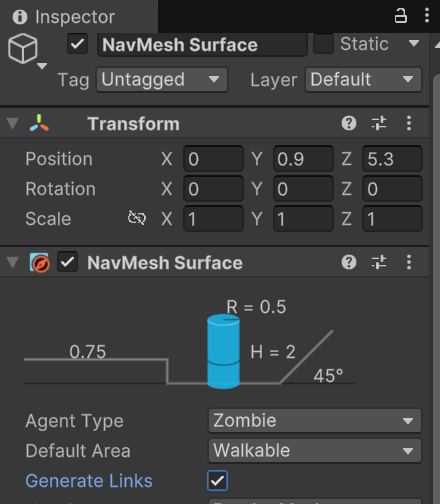 Inspector
NavMesh Surface Static
Tag Untagged Layer Default
Transform
Position X 0 Y 0.9 Z 5.3
Rotation X 0 Y 0 Z 0
Scale X 1 Y 1 Z 1
NavMesh Surface
R = 0.5
0.75
H = 2
45°
Agent Type Zombie
Default Area Walkable
Generate Links